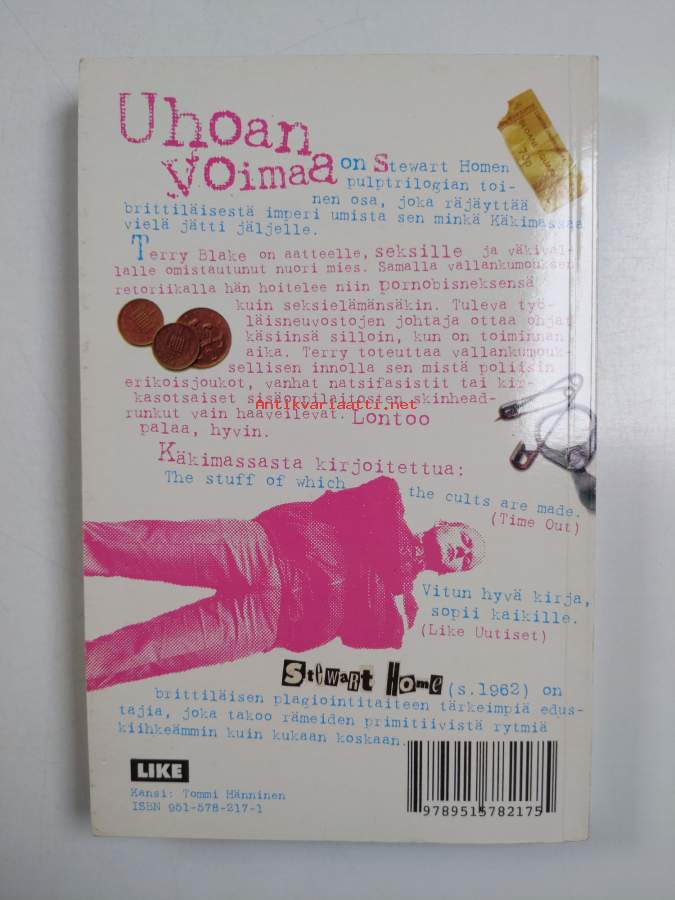 Uhoan
voimaa on Stewart Homen
pulptrilogian toi-
nen osa, joka räjäyttää
brittiläisestä imperiumista sen minkä Käkimassaa
vielä jätti jäljelle.
Terry Blake on aatteelle, seksille ja väkival-
lalle omistautunut nuori mies. Samalla vallankumouksen
retoriikalla hän hoitelee niin pornobisneksensä
kuin seksielämänsäkin. Tuleva työ-
läisneuvostojen johtaja ottaa ohjat
käsiinsä silloin, kun on toiminnan
aika. Terry toteuttaa vallankumouk-
sellisen innolla sen mistä poliisin
erikoisjoukot, vanhat natsifasistit tai kir-
kasotsaiset sisäoppilaitosten skinhead-
Antikvariaatti.net
runkut vain haaveilevat. Lontoo
palaa, hyvin.
Käkimassasta kirjoitettua:
The stuff of which the cults are made.
(Time Out)
Vitun hyvä kirja,
sopii kaikille.
(Like Uutiset)
Stewart Home (s.1962) on
brittiläisen plagiointitaiteen tärkeimpiä edus-
tajia, joka takoo rämeiden primitiivistä rytmiä
kiihkeämmin kuin kukaan koskaan.
LIKE
Kansi: Tommi Hänninen
ISBN 951-578-217-1
9789515782175